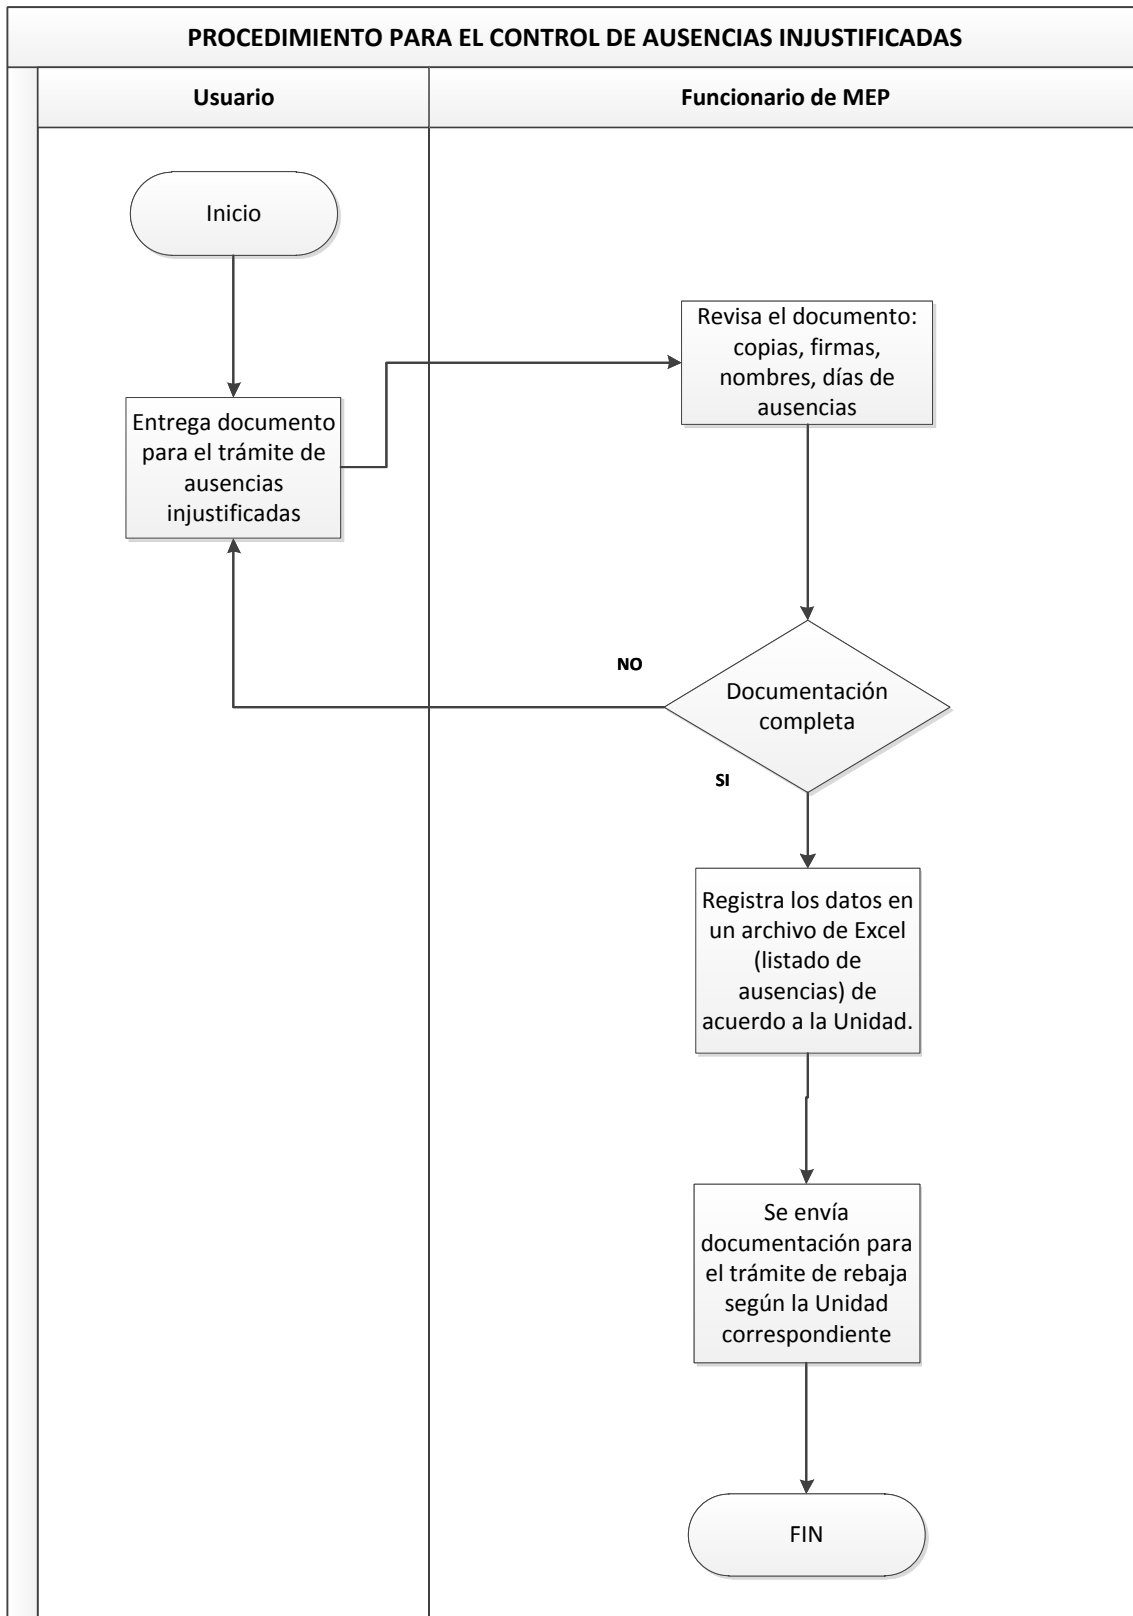 PROCEDIMIENTO PARA EL CONTROL DE AUSENCIAS INJUSTIFICADAS
Usuario
Funcionario de MEP
Inicio
Revisa el documento:
copias, firmas,
nombres, días de
ausencias
Entrega documento
para el trámite de
ausencias
injustificadas
NO
Documentación
completa
SI
Registra los datos en
un archivo de Excel
(listado de
ausencias) de
acuerdo a la Unidad.
Se envía
documentación para
el trámite de rebaja
según la Unidad
correspondiente
FIN